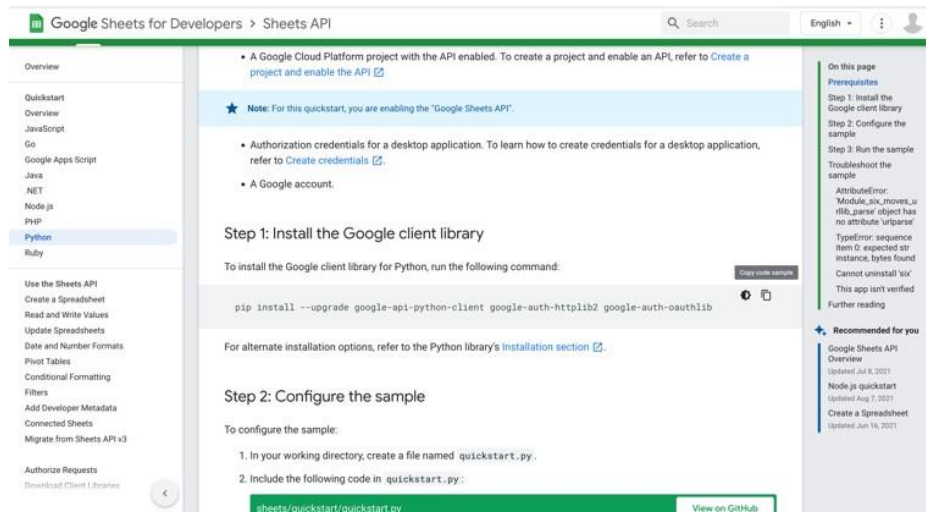 Google Sheets for Developers > Sheets API
Search
English
Overview
Quickstart
Overview
JavaScript
Go
Google Apps Script
Java
.NET
Node.js
PHP
Python
Ruby
Use the Sheets API
Create a Spreadsheet
Read and Write Values
Update Spreadsheets
Date and Number Formats
Pivot Tables
Conditional Formatting
Filters
Add Developer Metadata
Connected Sheets
Migrate from Sheets API v3
Authorize Requests
Download Client Libraries
• A Google Cloud Platform project with the API enabled. To create a project and enable an API, refer to Create a
project and enable the API
Note: For this quickstart, you are enabling the "Google Sheets API".
• Authorization credentials for a desktop application. To learn how to create credentials for a desktop application,
refer to Create credentials.
• A Google account.
Step 1: Install the Google client library
To install the Google client library for Python, run the following command:
Copy code sample
pip install --upgrade google-api-python-client google-auth-httplib2 google-auth-oauthlib
For alternate installation options, refer to the Python library's Installation section.
Step 2: Configure the sample
To configure the sample:
1. In your working directory, create a file named quickstart.py.
2. Include the following code in quickstart.py:
sheets/quickstart/quickstart.py
View on GitHub
On this page
Prerequisites
Step 1: Install the
Google client library
Step 2: Configure the
sample
Step 3: Run the sample
Troubleshoot the
sample
AttributeError:
'Module_six_moves_u
rllib_parse' object has
no attribute 'urlparse'
TypeError: sequence
item 0: expected str
instance, bytes found
Cannot uninstall 'six'
This app isn't verified
Further reading
Recommended for you
Google Sheets API
Overview
Updated Jul 8, 2021
Node.js quickstart
Updated Aug 7, 2021
Create a Spreadsheet
Updated Jun 16, 2021